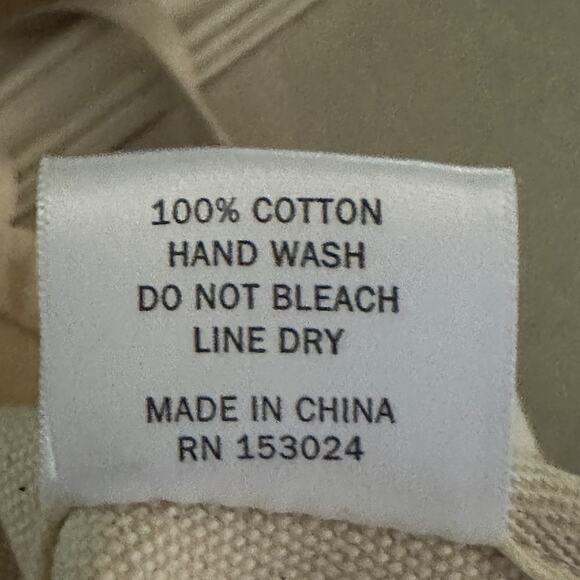 100% COTTON
HAND WASH
DO NOT BLEACH
LINE DRY
MADE IN CHINA
RN 153024